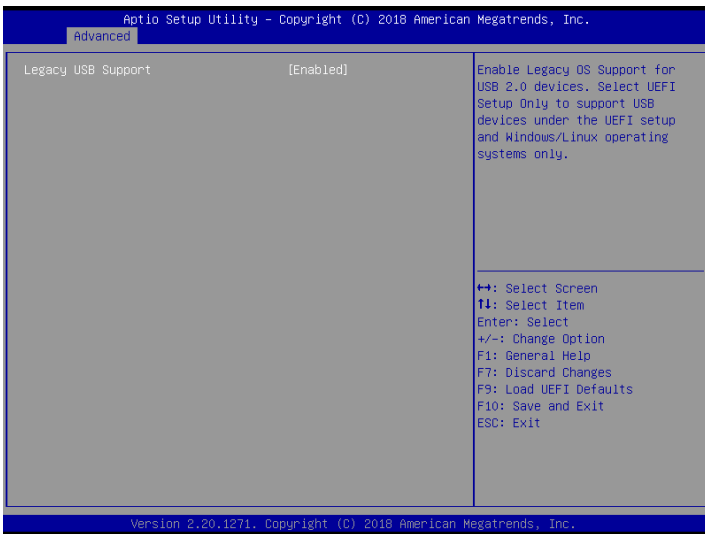 Aptio Setup Utility – Copyright (C) 2018 American Megatrends, Inc.
Advanced
Legacy USB Support [Enabled]
Enable Legacy OS Support for
USB 2.0 devices. Select UEFI
Setup Only to support USB
devices under the UEFI setup
and Windows/Linux operating
systems only.
↔: Select Screen
↑↓: Select Item
Enter: Select
+/-: Change Option
F1: General Help
F7: Discard Changes
F9: Load UEFI Defaults
F10: Save and Exit
ESC: Exit
Version 2.20.1271. Copyright (C) 2018 American Megatrends, Inc.